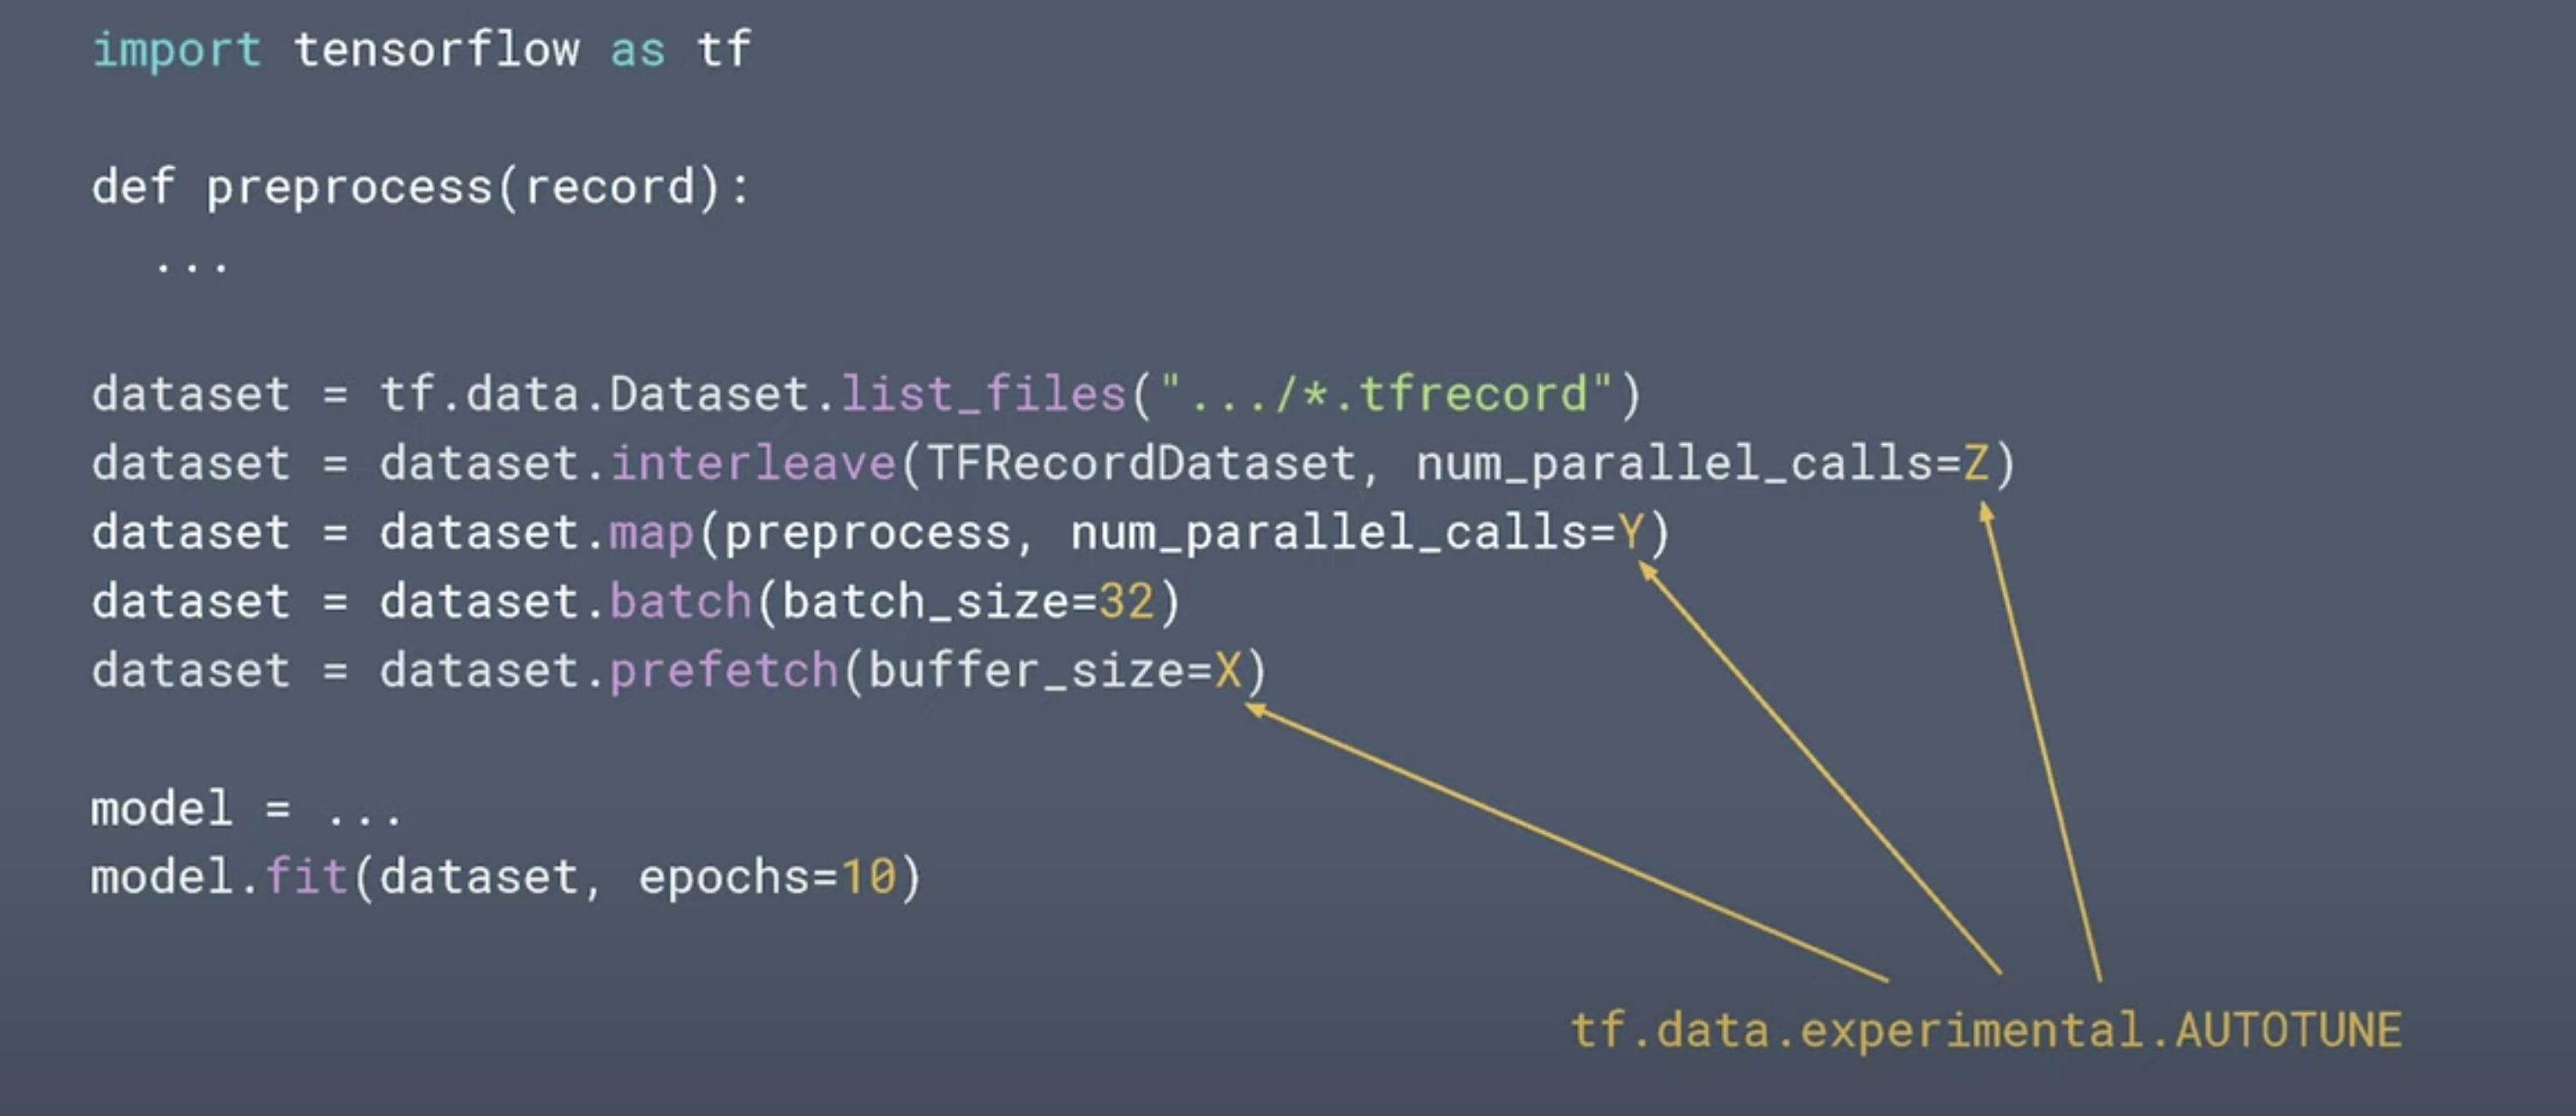 import tensorflow as tf
def preprocess(record):
  ...
dataset = tf.data.Dataset.list_files(".../*.tfrecord")
dataset = dataset.interleave(TFRecordDataset, num_parallel_calls=Z)
dataset = dataset.map(preprocess, num_parallel_calls=Y)
dataset = dataset.batch(batch_size=32)
dataset = dataset.prefetch(buffer_size=X)
model = ...
model.fit(dataset, epochs=10)
tf.data.experimental.AUTOTUNE